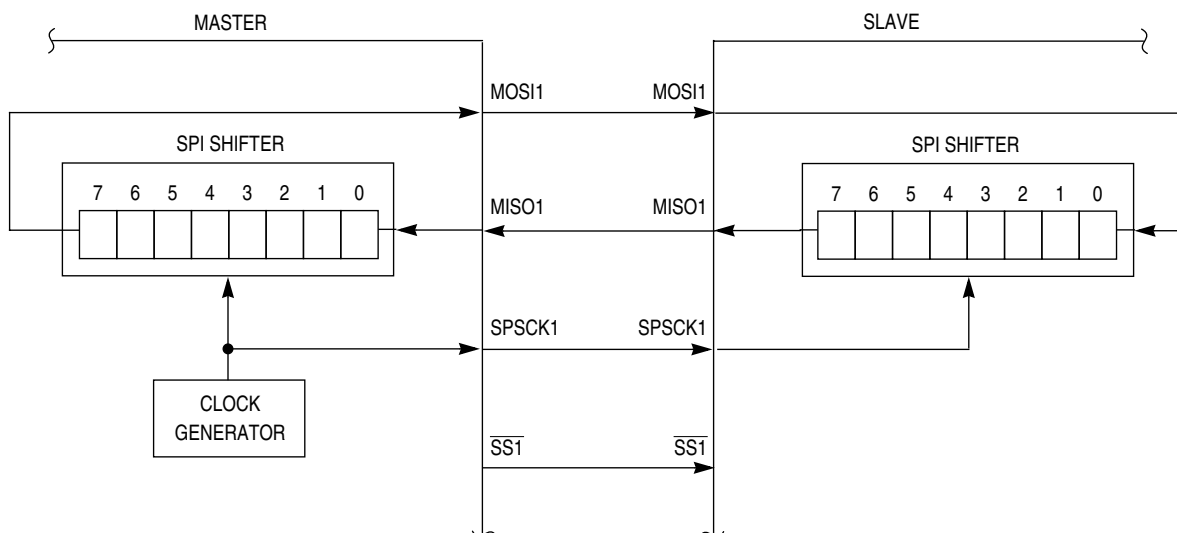 MASTER
SLAVE
MOSI1 MOSI1
SPI SHIFTER
SPI SHIFTER
7 6 5 4 3 2 1 0
7 6 5 4 3 2 1 0
MISO1 MISO1
SPSCK1 SPSCK1
CLOCK
GENERATOR
SS1 SS1